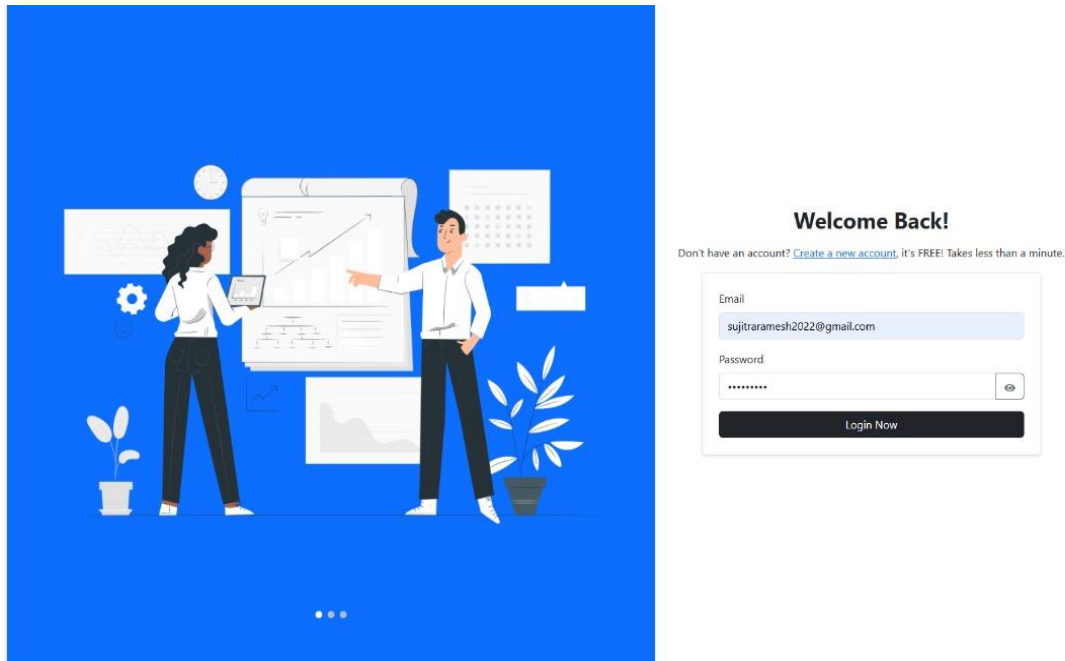 Welcome Back!
Don't have an account? Create a new account, it's FREE! Takes less than a minute.
Email
sujitraramesh2022@gmail.com
Password
•••••••••
Login Now